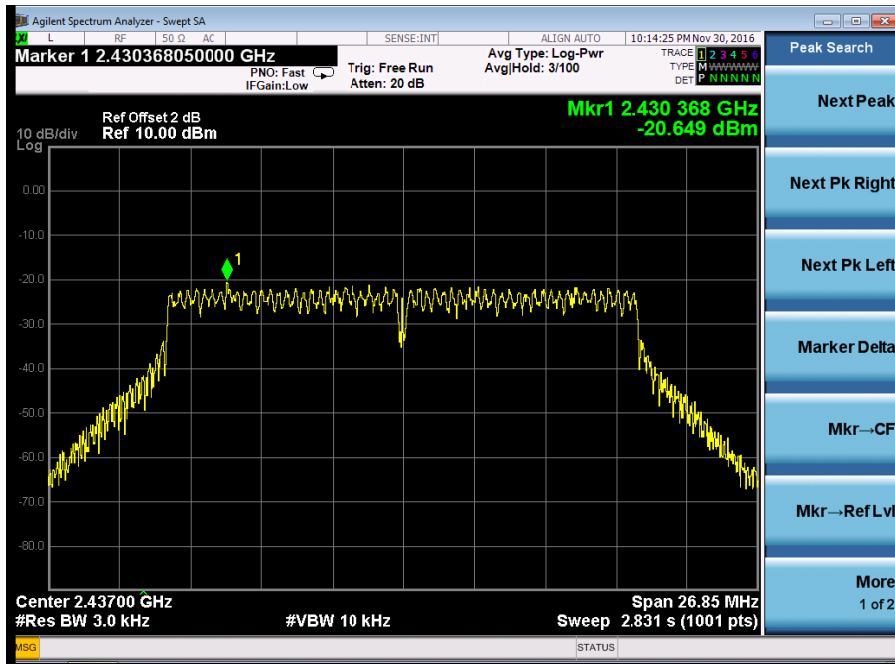 Agilent Spectrum Analyzer - Swept SA
L RF 50 Ω AC SENSE:INT ALIGN AUTO 10:14:25 PM Nov 30, 2016
Marker 1 2.430368050000 GHz
PNO: Fast
IFGain:Low
Trig: Free Run
Atten: 20 dB
Avg Type: Log-Pwr
Avg|Hold: 3/100
TRACE 1 2 3 4 5 6
TYPE M WWWWW
DET P N N N N N
Mkr1 2.430 368 GHz
-20.649 dBm
Ref Offset 2 dB
10 dB/div Ref 10.00 dBm
Log
0.00
-10.0
1
-20.0
-30.0
-40.0
-50.0
-60.0
-70.0
-80.0
Center 2.43700 GHz Span 26.85 MHz
#Res BW 3.0 kHz #VBW 10 kHz Sweep 2.831 s (1001 pts)
MSG STATUS
Peak Search
Next Peak
Next Pk Right
Next Pk Left
Marker Delta
Mkr→CF
Mkr→Ref Lvl
More
1 of 2